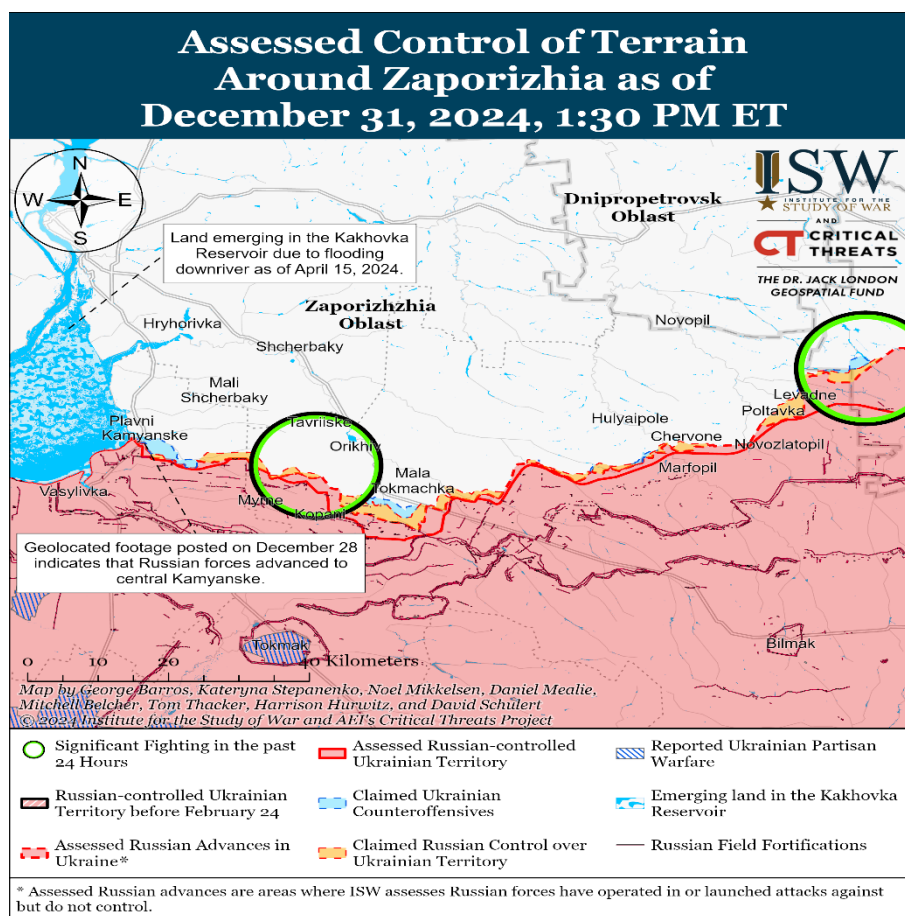 Assessed Control of Terrain
Around Zaporizhia as of
December 31, 2024, 1:30 PM ET
N
W
E
S
ISW
INSTITUTE FOR THE
STUDY OF WAR
AND
CT CRITICAL
THREATS
THE DR. JACK LONDON
GEOSPATIAL FUND
Dnipropetrovsk
Oblast
Land emerging in the Kakhovka
Reservoir due to flooding
downriver as of April 15, 2024.
Zaporizhzhia
Oblast
Hryhorivka
Novopil
Shcherbaky
Mali
Shcherbaky
Levadne
Plavni
Tavriiske
Hulyaipole
Poltavka
Kamyanske
Orikhiv
Chervone
Novozlatopil
Mala
Tokmachka
Marfopil
Vasylivka
Myrne
Kopani
Geolocated footage posted on December 28
indicates that Russian forces advanced to
central Kamyanske.
Tokmak
Bilmak
0 10 20 40 Kilometers
Map by George Barros, Kateryna Stepanenko, Noel Mikkelsen, Daniel Mealie,
Mitchell Belcher, Tom Thacker, Harrison Hurwitz, and David Schulert
© 2024 Institute for the Study of War and AEI's Critical Threats Project
Significant Fighting in the past
24 Hours
Assessed Russian-controlled
Ukrainian Territory
Reported Ukrainian Partisan
Warfare
Russian-controlled Ukrainian
Territory before February 24
Claimed Ukrainian
Counteroffensives
Emerging land in the Kakhovka
Reservoir
Assessed Russian Advances in
Ukraine*
Claimed Russian Control over
Ukrainian Territory
Russian Field Fortifications
* Assessed Russian advances are areas where ISW assesses Russian forces have operated in or launched attacks against
but do not control.